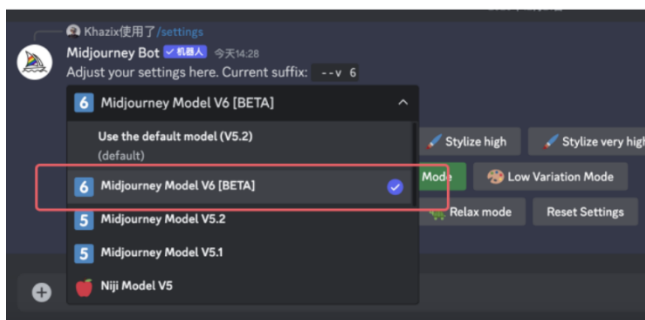 Khazix使用了/settings
Midjourney Bot ✓机器人 今天14:28
Adjust your settings here. Current suffix: --v 6
6 Midjourney Model V6 [BETA]
Use the default model (V5.2)
(default)
Stylize high
Stylize very high
6 Midjourney Model V6 [BETA]
Mode
Low Variation Mode
5 Midjourney Model V5.2
Relax mode
Reset Settings
5 Midjourney Model V5.1
Niji Model V5